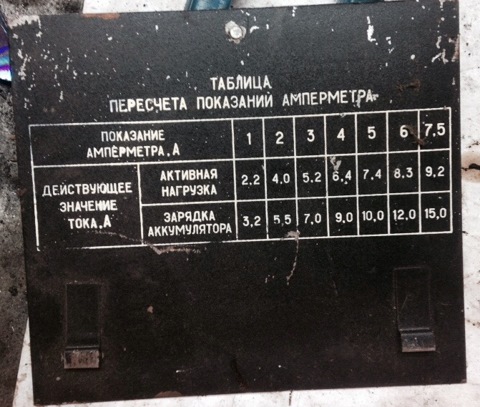 ТАБЛИЦА
ПЕРЕСЧЕТА ПОКАЗАНИЙ АМПЕРМЕТРА
ПОКАЗАНИЕ
АМПЕРМЕТРА, А
1 2 3 4 5 6 7,5
ДЕЙСТВУЮЩЕЕ
ЗНАЧЕНИЕ
ТОКА, А
АКТИВНАЯ
НАГРУЗКА
2,2 4,0 5,2 6,4 7,4 8,3 9,2
ЗАРЯДКА
АККУМУЛЯТОРА
3,2 5,5 7,0 9,0 10,0 12,0 15,0